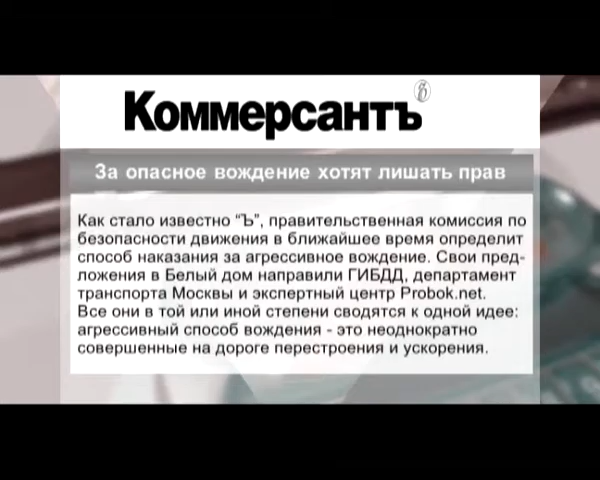 Коммерсантъ
За опасное вождение хотят лишать прав
Как стало известно “Ъ”, правительственная комиссия по
безопасности движения в ближайшее время определит
способ наказания за агрессивное вождение. Свои пред-
ложения в Белый дом направили ГИБДД, департамент
транспорта Москвы и экспертный центр Probok.net.
Все они в той или иной степени сводятся к одной идее:
агрессивный способ вождения - это неоднократно
совершенные на дороге перестроения и ускорения.